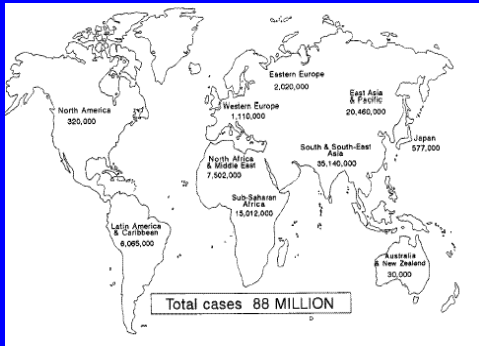 Eastern Europe
2,020,000
East Asia
& Pacific
20,460,000
North America
320,000
Western Europe
1,110,000
Japan
577,000
North Africa
& Middle East
7,502,000
South & South-East
Asia
35,140,000
Sub-Saharan
Africa
15,012,000
Latin America
& Caribbean
6,065,000
Australia
& New Zealand
30,000
Total cases 88 MILLION